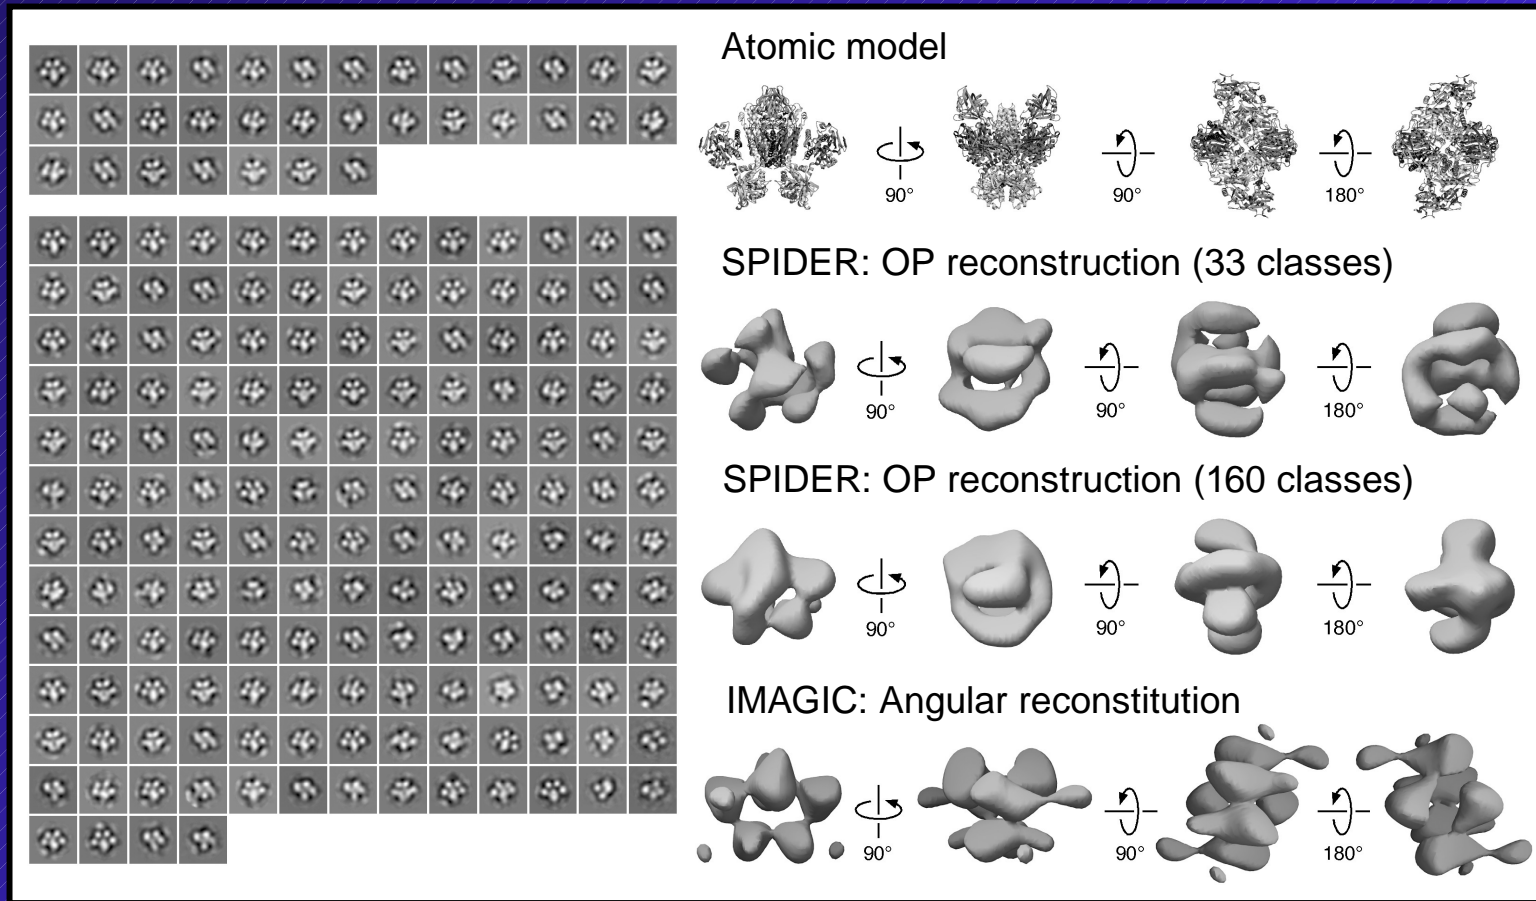 Atomic model
90° 90° 180°
SPIDER: OP reconstruction (33 classes)
90° 90° 180°
SPIDER: OP reconstruction (160 classes)
90° 90° 180°
IMAGIC: Angular reconstitution
90° 90° 180°